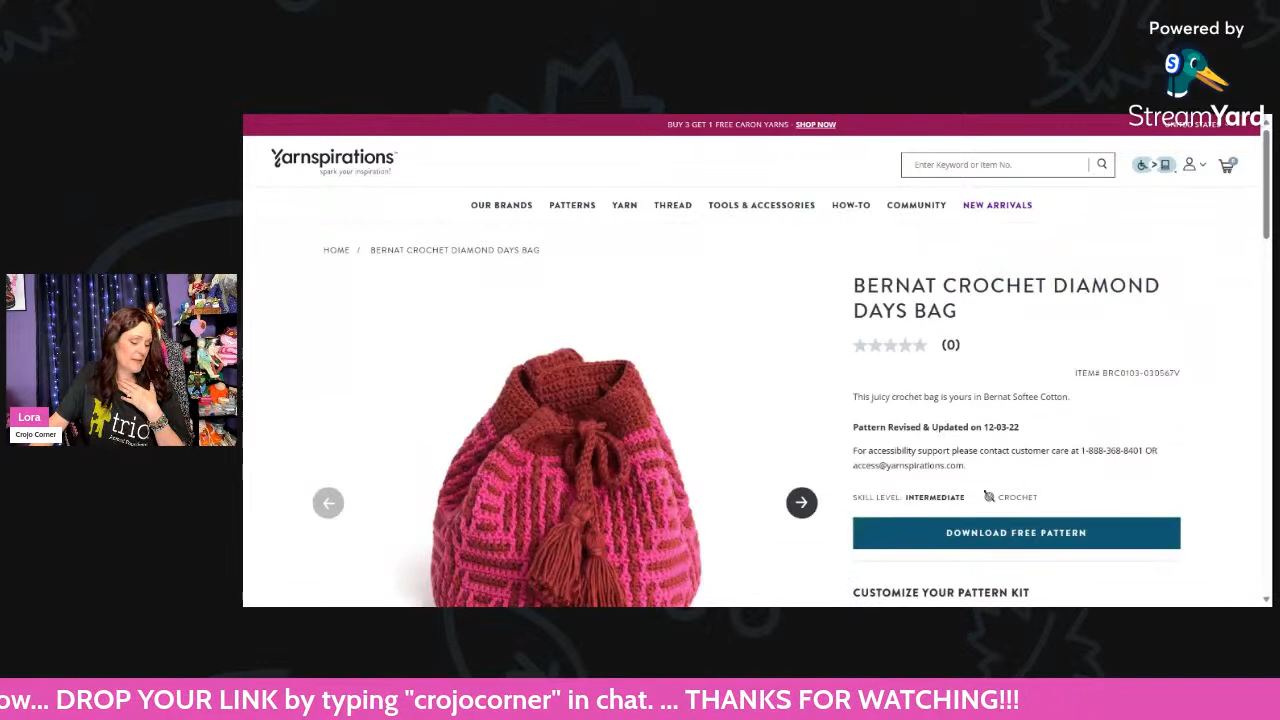 Powered by
StreamYard
BUY 3 GET 1 FREE CARON YARNS - SHOP NOW
UNITED STATES
Yarnspirations
spark your inspiration!
Enter Keyword or Item No.
0
OUR BRANDS PATTERNS YARN THREAD TOOLS & ACCESSORIES HOW-TO COMMUNITY NEW ARRIVALS
HOME / BERNAT CROCHET DIAMOND DAYS BAG
BERNAT CROCHET DIAMOND
DAYS BAG
(0)
ITEM# BRC0103-030567V
This juicy crochet bag is yours in Bernat Softee Cotton.
Pattern Revised & Updated on 12-03-22
For accessibility support please contact customer care at 1-888-368-8401 OR
access@yarnspirations.com.
SKILL LEVEL: INTERMEDIATE CROCHET
DOWNLOAD FREE PATTERN
CUSTOMIZE YOUR PATTERN KIT
trio
Lora
Crojo Corner
ow... DROP YOUR LINK by typing "crojocorner" in chat. ... THANKS FOR WATCHING!!!